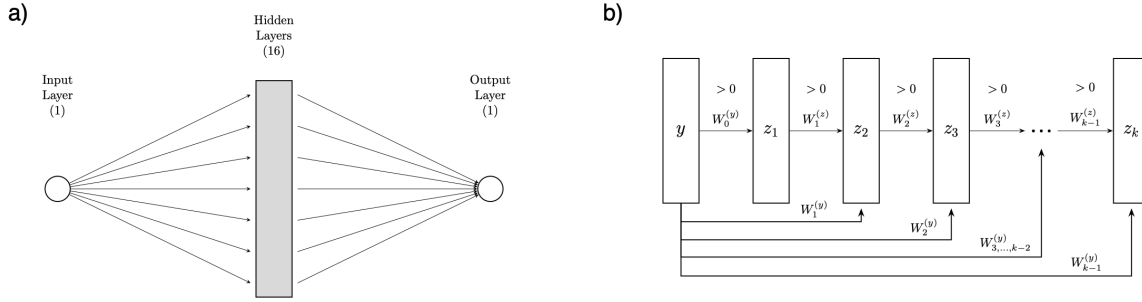 a)
Hidden
Layers
(16)
Input
Layer
(1)
Output
Layer
(1)
b)
> 0 > 0 > 0 > 0 > 0
y W_0^{(y)} z_1 W_1^{(z)} z_2 W_2^{(z)} z_3 W_3^{(z)} ... W_{k-1}^{(z)} z_k
W_1^{(y)}
W_2^{(y)}
W_{3,...,k-2}^{(y)}
W_{k-1}^{(y)}